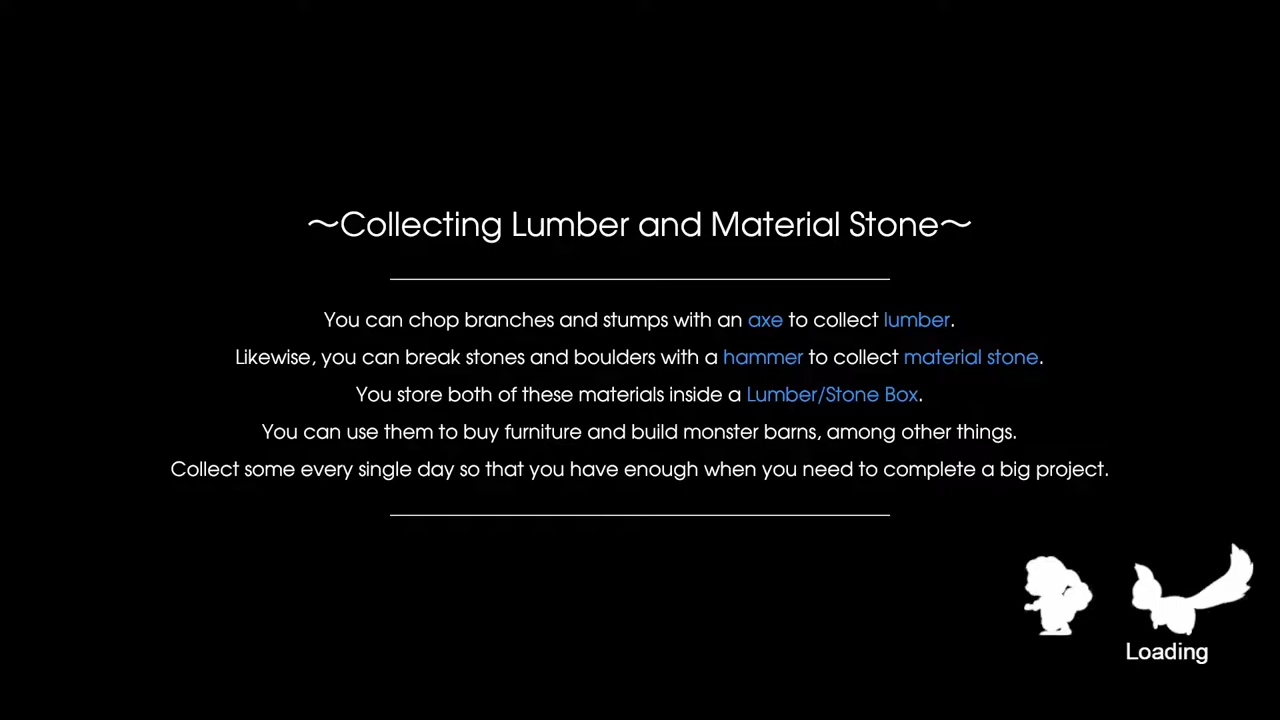 ～Collecting Lumber and Material Stone～
You can chop branches and stumps with an axe to collect lumber.
Likewise, you can break stones and boulders with a hammer to collect material stone.
You store both of these materials inside a Lumber/Stone Box.
You can use them to buy furniture and build monster barns, among other things.
Collect some every single day so that you have enough when you need to complete a big project.
Loading